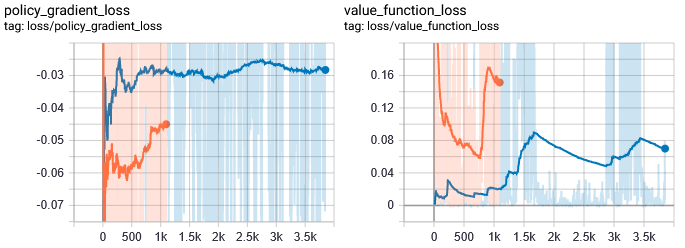 policy_gradient_loss
tag: loss/policy_gradient_loss
-0.03
-0.04
-0.05
-0.06
-0.07
0 500 1k 1.5k 2k 2.5k 3k 3.5k
value_function_loss
tag: loss/value_function_loss
0.16
0.12
0.08
0.04
0
0 500 1k 1.5k 2k 2.5k 3k 3.5k